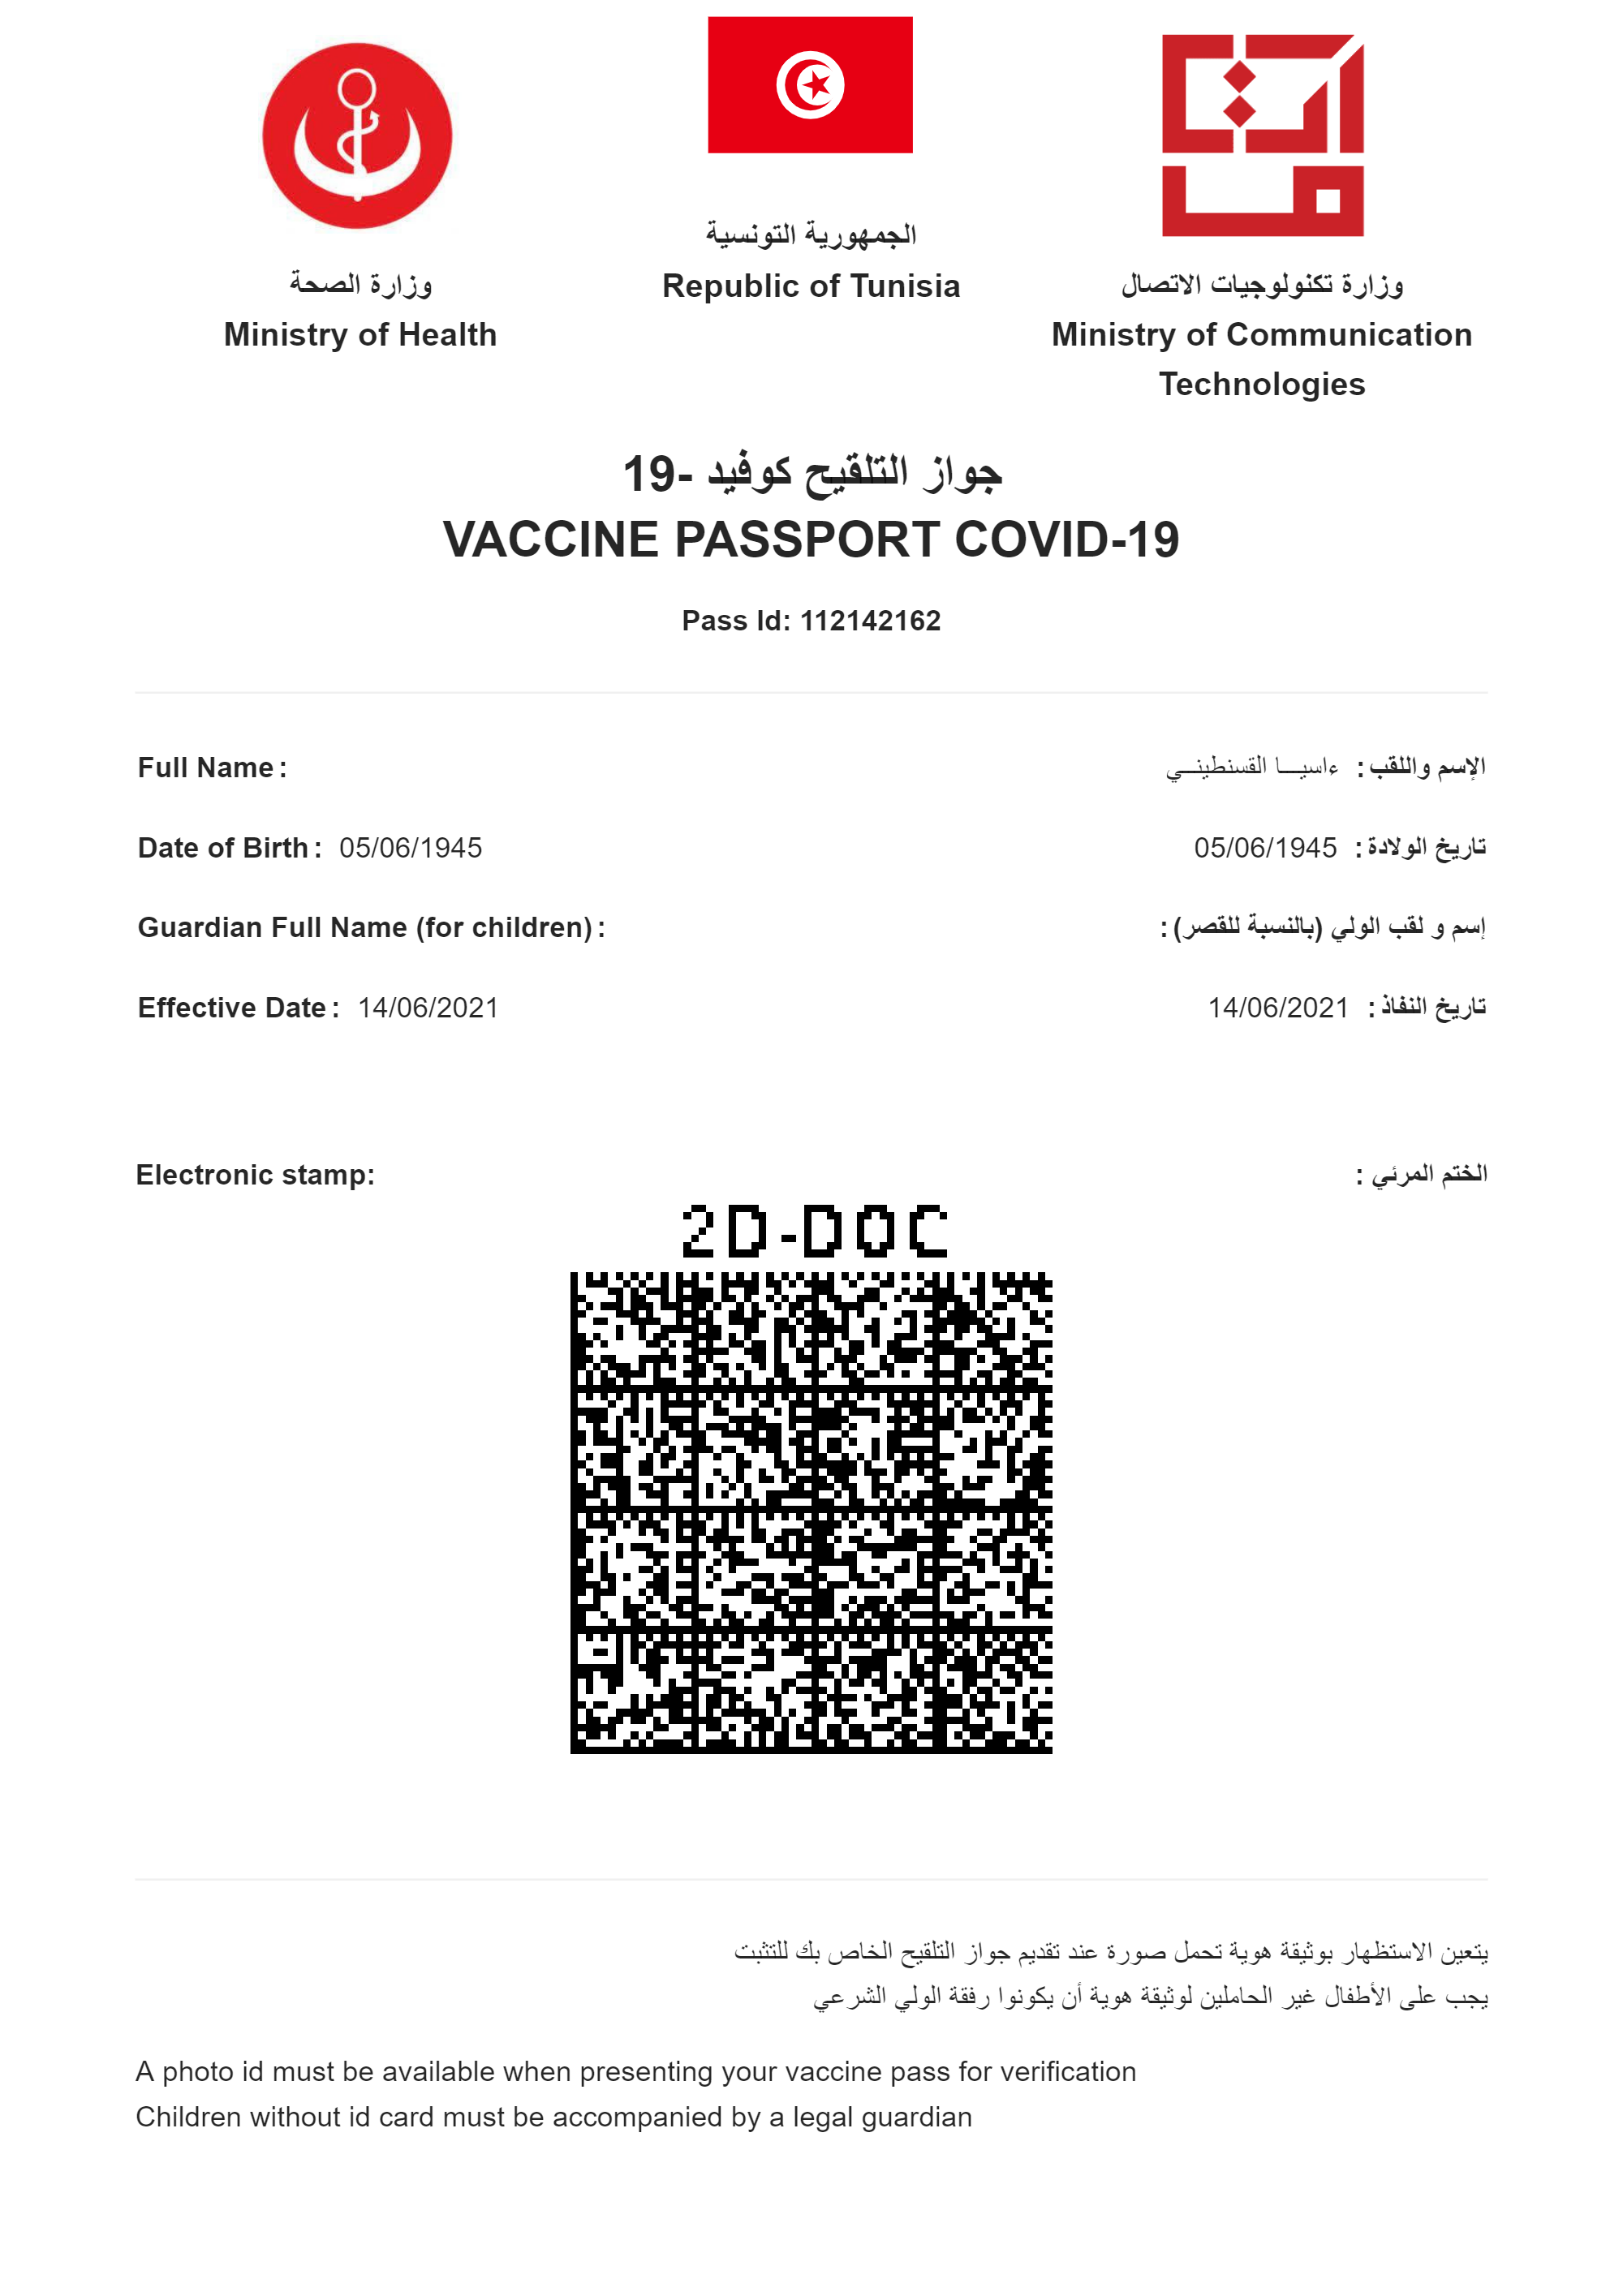 الجمهورية التونسية
Republic of Tunisia
وزارة الصحة
Ministry of Health
وزارة تكنولوجيات الاتصال
Ministry of Communication
Technologies
جواز التلقيح كوفيد -19
VACCINE PASSPORT COVID-19
Pass Id: 112142162
Full Name :
الإسم واللقب : ءاسيــا القسنطينــي
Date of Birth : 05/06/1945
تاريخ الولادة : 05/06/1945
Guardian Full Name (for children) :
إسم و لقب الولي (بالنسبة للقصر) :
Effective Date : 14/06/2021
تاريخ النفاذ : 14/06/2021
Electronic stamp:
الختم المرئي :
2D-DOC
يتعين الاستظهار بوثيقة هوية تحمل صورة عند تقديم جواز التلقيح الخاص بك للتثبت
يجب على الأطفال غير الحاملين لوثيقة هوية أن يكونوا رفقة الولي الشرعي
A photo id must be available when presenting your vaccine pass for verification
Children without id card must be accompanied by a legal guardian